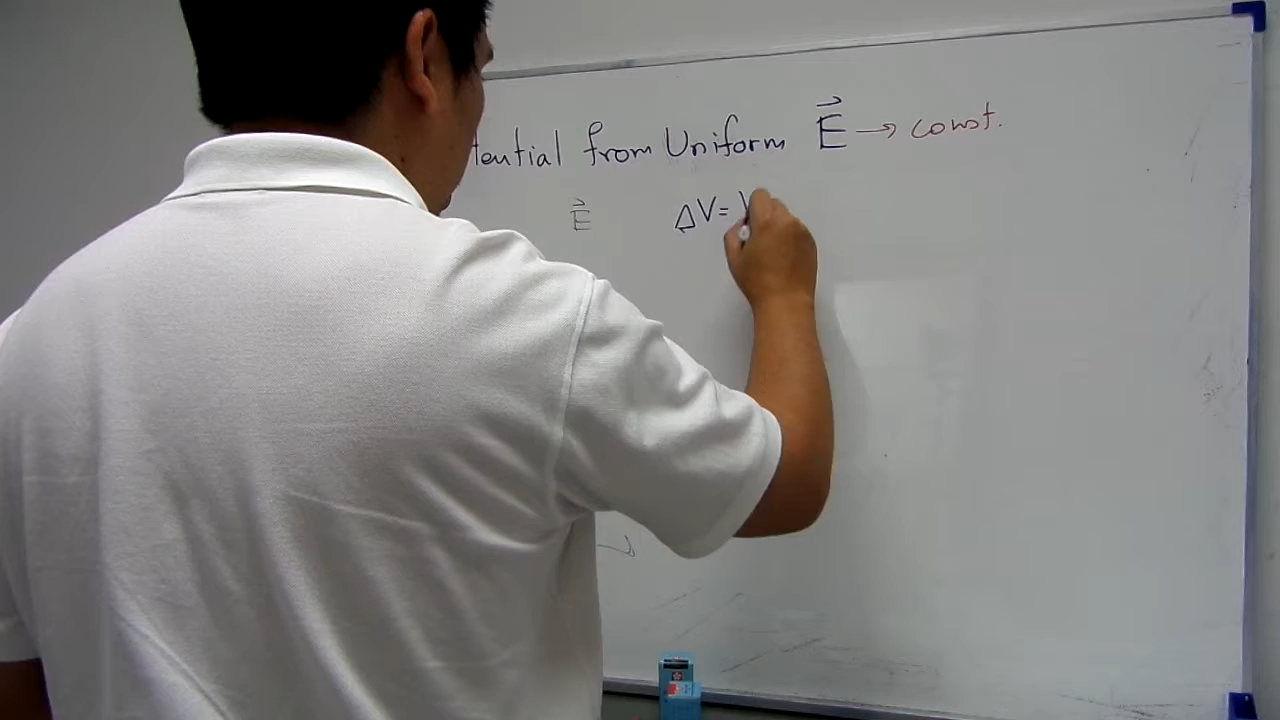 tential from Uniform E⃗ → const.
E⃗ ΔV= V